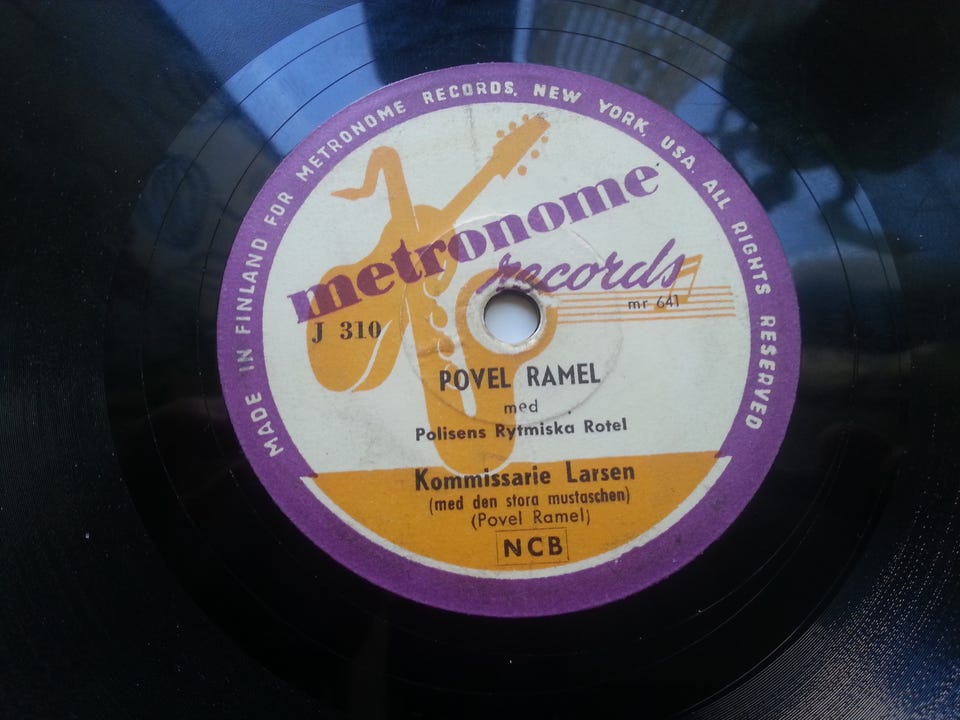 MADE IN FINLAND FOR METRONOME RECORDS, NEW YORK, USA. ALL RIGHTS RESERVED
metronome
records
mr 641
J 310
POVEL RAMEL
med
Polisens Rytmiska Rotel
Kommissarie Larsen
(med den stora mustaschen)
(Povel Ramel)
NCB